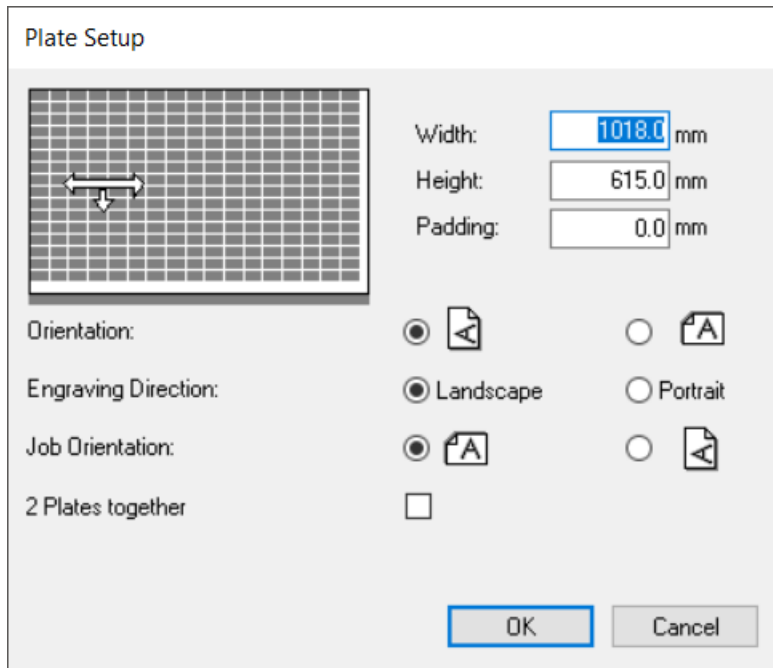 Plate Setup
Width: 1018.0 mm
Height: 615.0 mm
Padding: 0.0 mm
Orientation: A A
Engraving Direction: Landscape Portrait
Job Orientation: A A
2 Plates together
OK Cancel